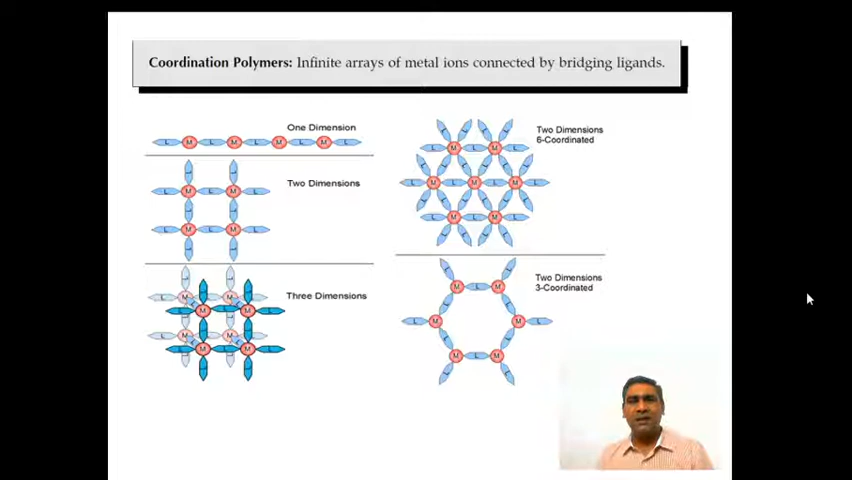 Coordination Polymers: Infinite arrays of metal ions connected by bridging ligands.
One Dimension
L M L M L M L M L
Two Dimensions
Three Dimensions
Two Dimensions
6-Coordinated
Two Dimensions
3-Coordinated